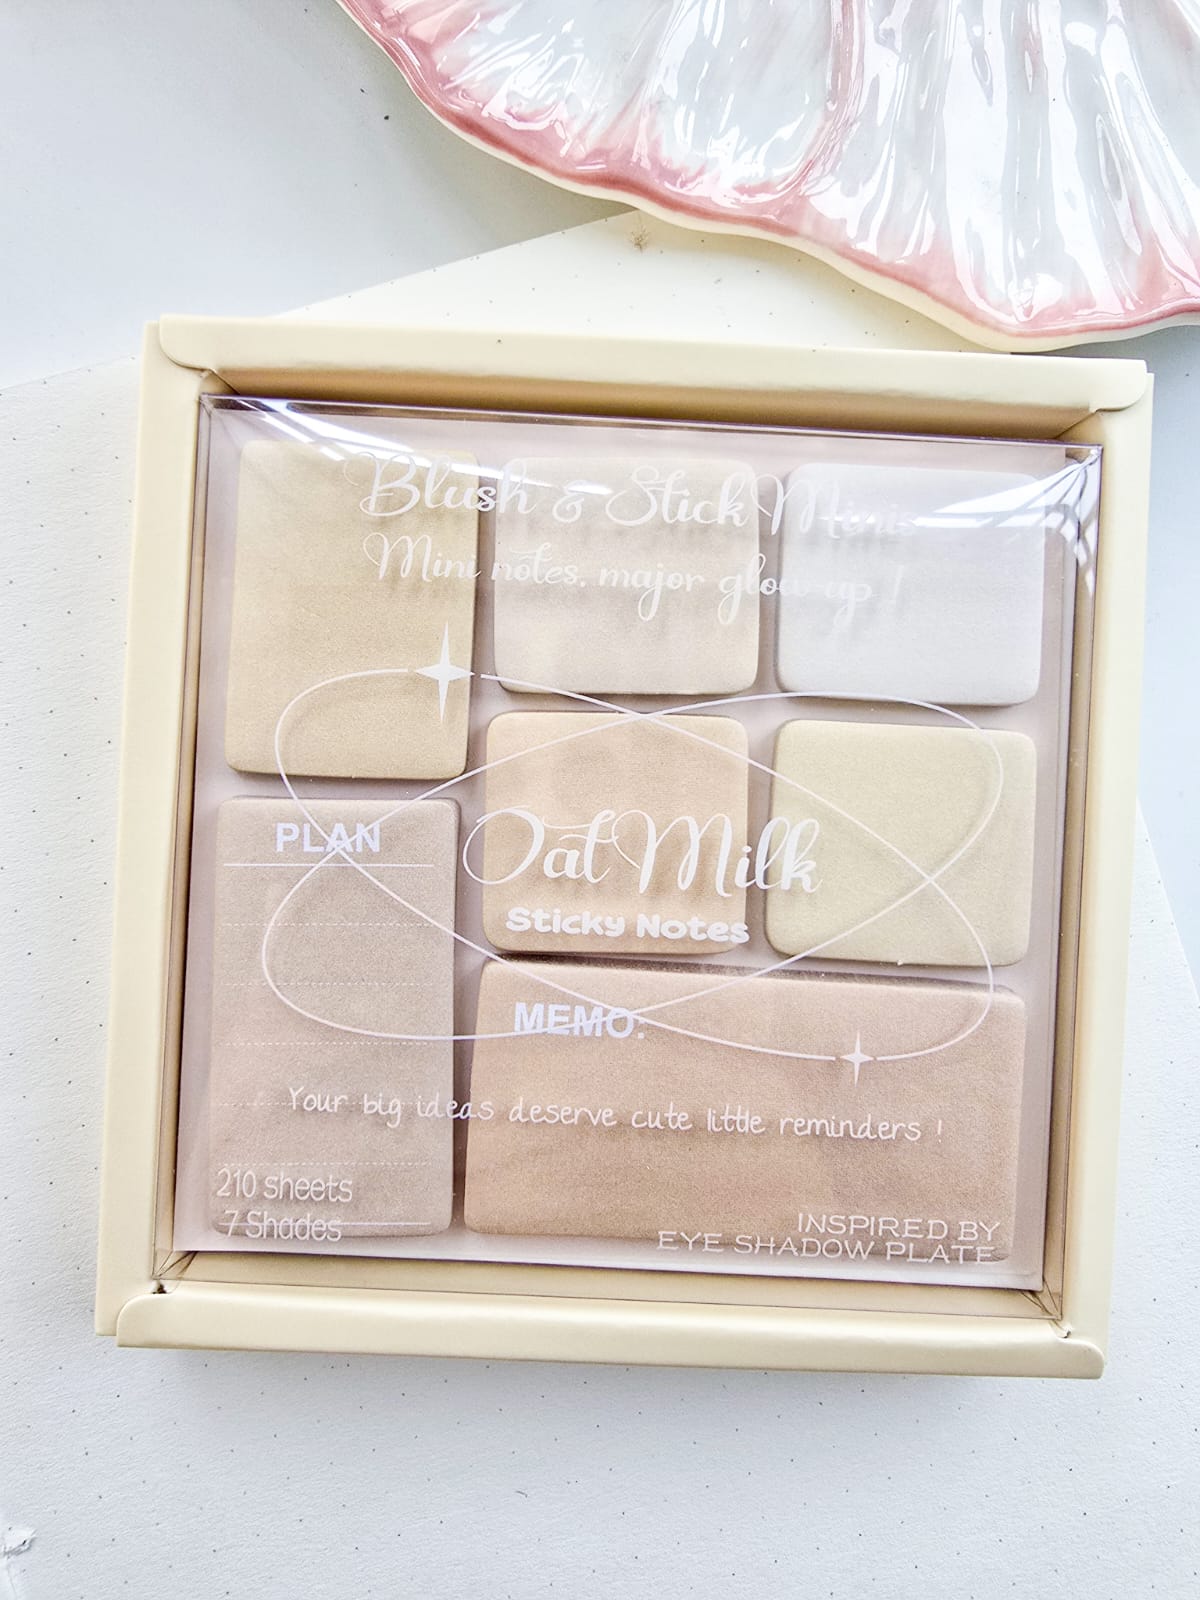 Blush & Stick Minis
Mini notes. major glow-up !
PLAN
Oat Milk
Sticky Notes
MEMO:
Your big ideas deserve cute little reminders !
210 sheets
7 Shades
INSPIRED BY
EYE SHADOW PLATE